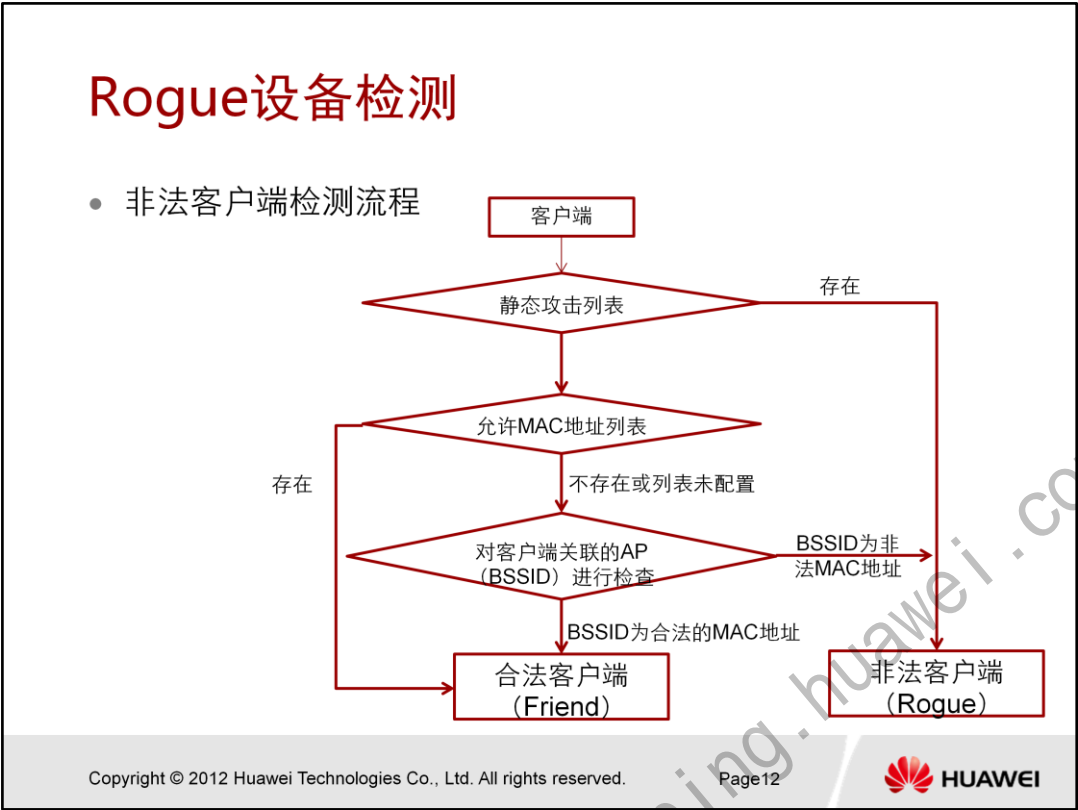 Rogue设备检测
非法客户端检测流程
客户端
静态攻击列表
存在
允许MAC地址列表
存在
不存在或列表未配置
对客户端关联的AP
（BSSID）进行检查
BSSID为非
法MAC地址
BSSID为合法的MAC地址
合法客户端
（Friend）
非法客户端
（Rogue）
Copyright © 2012 Huawei Technologies Co., Ltd. All rights reserved.
Page12
HUAWEI
ing.huawei.co